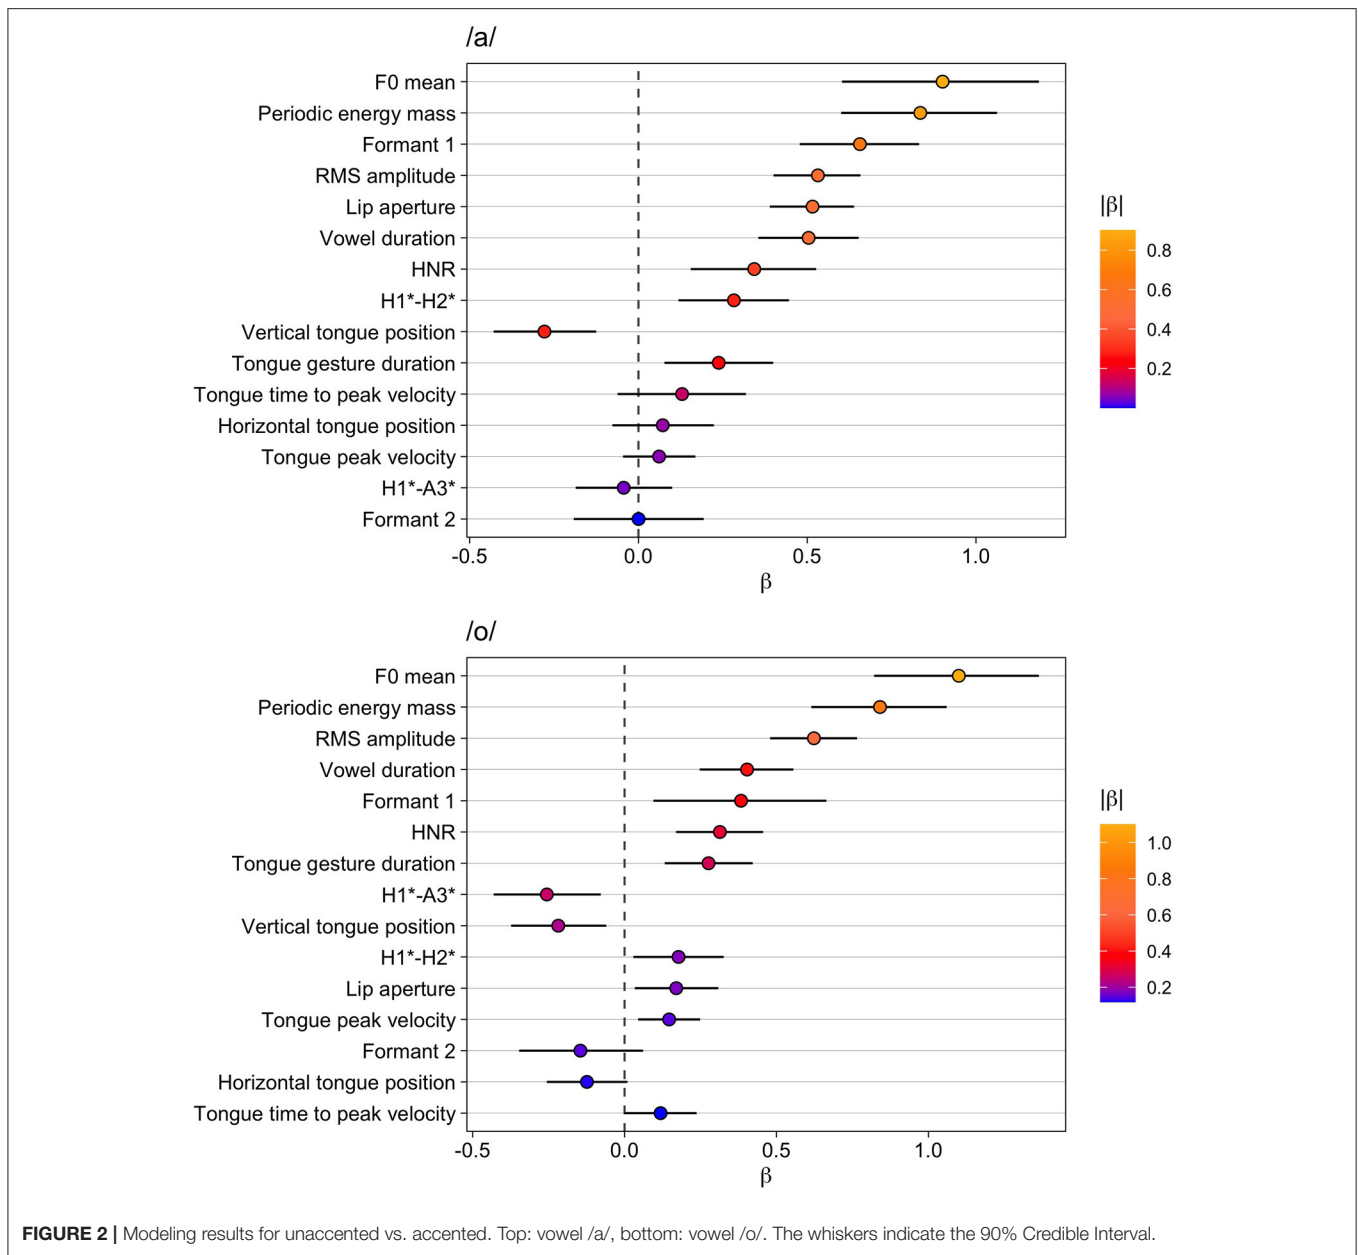 /a/
F0 mean
Periodic energy mass
Formant 1
RMS amplitude
Lip aperture
Vowel duration
HNR
H1*-H2*
Vertical tongue position
Tongue gesture duration
Tongue time to peak velocity
Horizontal tongue position
Tongue peak velocity
H1*-A3*
Formant 2
-0.5 0.0 0.5 1.0
β
|β|
0.8
0.6
0.4
0.2
/o/
F0 mean
Periodic energy mass
RMS amplitude
Vowel duration
Formant 1
HNR
Tongue gesture duration
H1*-A3*
Vertical tongue position
H1*-H2*
Lip aperture
Tongue peak velocity
Formant 2
Horizontal tongue position
Tongue time to peak velocity
-0.5 0.0 0.5 1.0
β
|β|
1.0
0.8
0.6
0.4
0.2
FIGURE 2 | Modeling results for unaccented vs. accented. Top: vowel /a/, bottom: vowel /o/. The whiskers indicate the 90% Credible Interval.